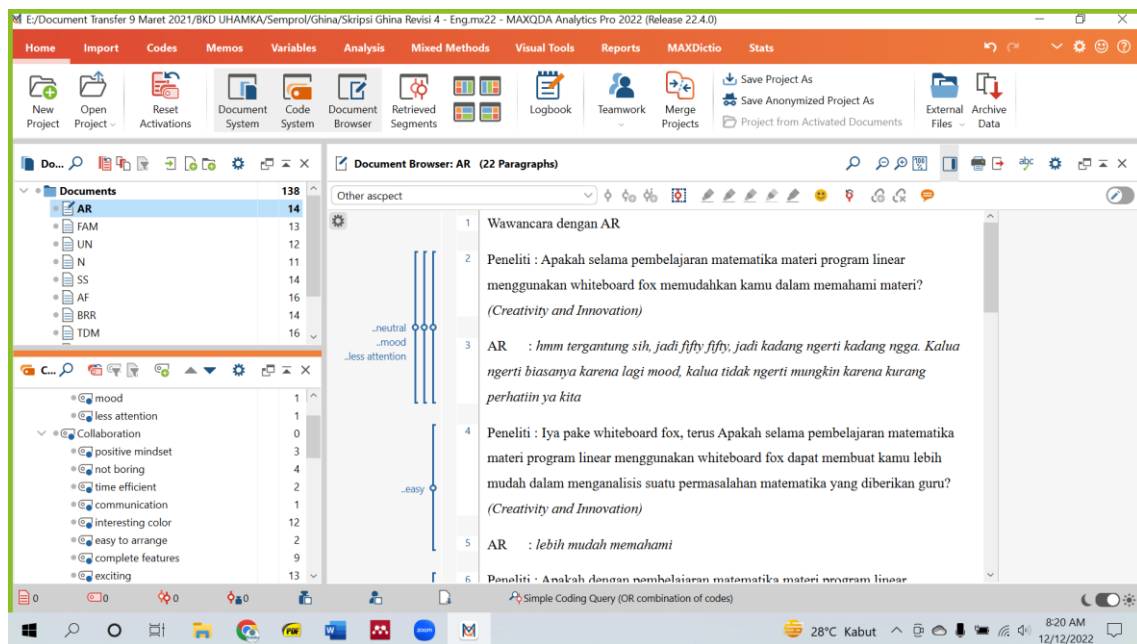 E:/Document Transfer 9 Maret 2021/BKD UHAMKA/Semprol/Ghina/Skripsi Ghina Revisi 4 - Eng.mx22 - MAXQDA Analytics Pro 2022 (Release 22.4.0)
Home Import Codes Memos Variables Analysis Mixed Methods Visual Tools Reports MAXDictio Stats
New Project
Open Project
Reset Activations
Document System
Code System
Document Browser
Retrieved Segments
Logbook
Teamwork
Merge Projects
Save Project As
Save Anonymized Project As
Project from Activated Documents
External Files
Archive Data
Do...
Documents 138
AR 14
FAM 13
UN 12
N 11
SS 14
AF 16
BRR 14
TDM 16
C...
mood 1
less attention 1
Collaboration 0
positive mindset 3
not boring 4
time efficient 2
communication 1
interesting color 12
easy to arrange 2
complete features 9
exciting 13
Document Browser: AR (22 Paragraphs)
Other ascpect
1 Wawancara dengan AR
2 Peneliti : Apakah selama pembelajaran matematika materi program linear
menggunakan whiteboard fox memudahkan kamu dalam memahami materi?
(Creativity and Innovation)
..neutral
..mood
..less attention
3 AR : hmm tergantung sih, jadi fifty fifty, jadi kadang ngerti kadang ngga. Kalua
ngerti biasanya karena lagi mood, kalua tidak ngerti mungkin karena kurang
perhatiin ya kita
4 Peneliti : Iya pake whiteboard fox, terus Apakah selama pembelajaran matematika
materi program linear menggunakan whiteboard fox dapat membuat kamu lebih
mudah dalam menganalisis suatu permasalahan matematika yang diberikan guru?
(Creativity and Innovation)
..easy
5 AR : lebih mudah memahami
6 Peneliti : Apakah dengan pembelajaran matematika materi program linear
0 0 0 0
Simple Coding Query (OR combination of codes)
28°C Kabut
8:20 AM
12/12/2022